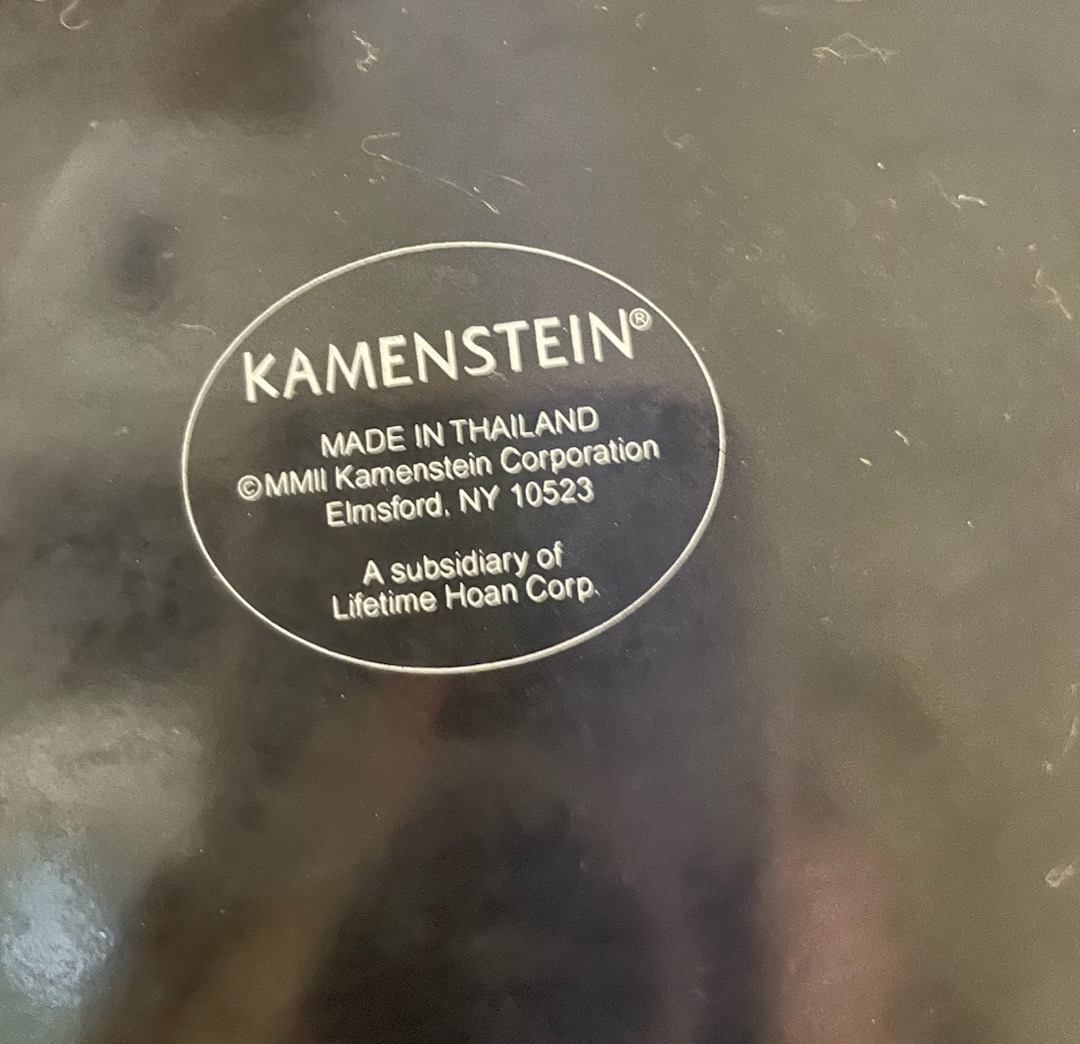 KAMENSTEIN®
MADE IN THAILAND
©MMII Kamenstein Corporation
Elmsford, NY 10523
A subsidiary of
Lifetime Hoan Corp.